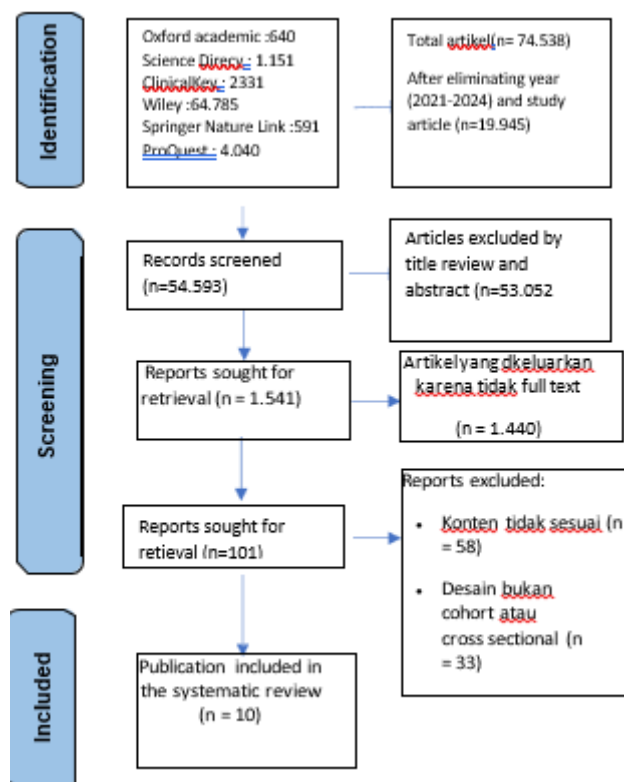 Identification
Oxford academic :640
Science Direcy : 1.151
ClinicalKey : 2331
Wiley :64.785
Springer Nature Link :591
ProQuest : 4.040
Total artikel(n= 74.538)
After eliminating year
(2021-2024) and study
article (n=19.945)
Screening
Records screened
(n=54.593)
Articles excluded by
title review and
abstract (n=53.052
Reports sought for
retrieval (n = 1.541)
Artikelyang dkeluarkan
karena tidak full text
(n = 1.440)
Reports sought for
retieval (n=101)
Reports excluded:
• Konten tidak sesuai (n
= 58)
• Desain bukan
cohort atau
cross sectional (n
= 33)
Included
Publication included in
the systematic review
(n = 10)